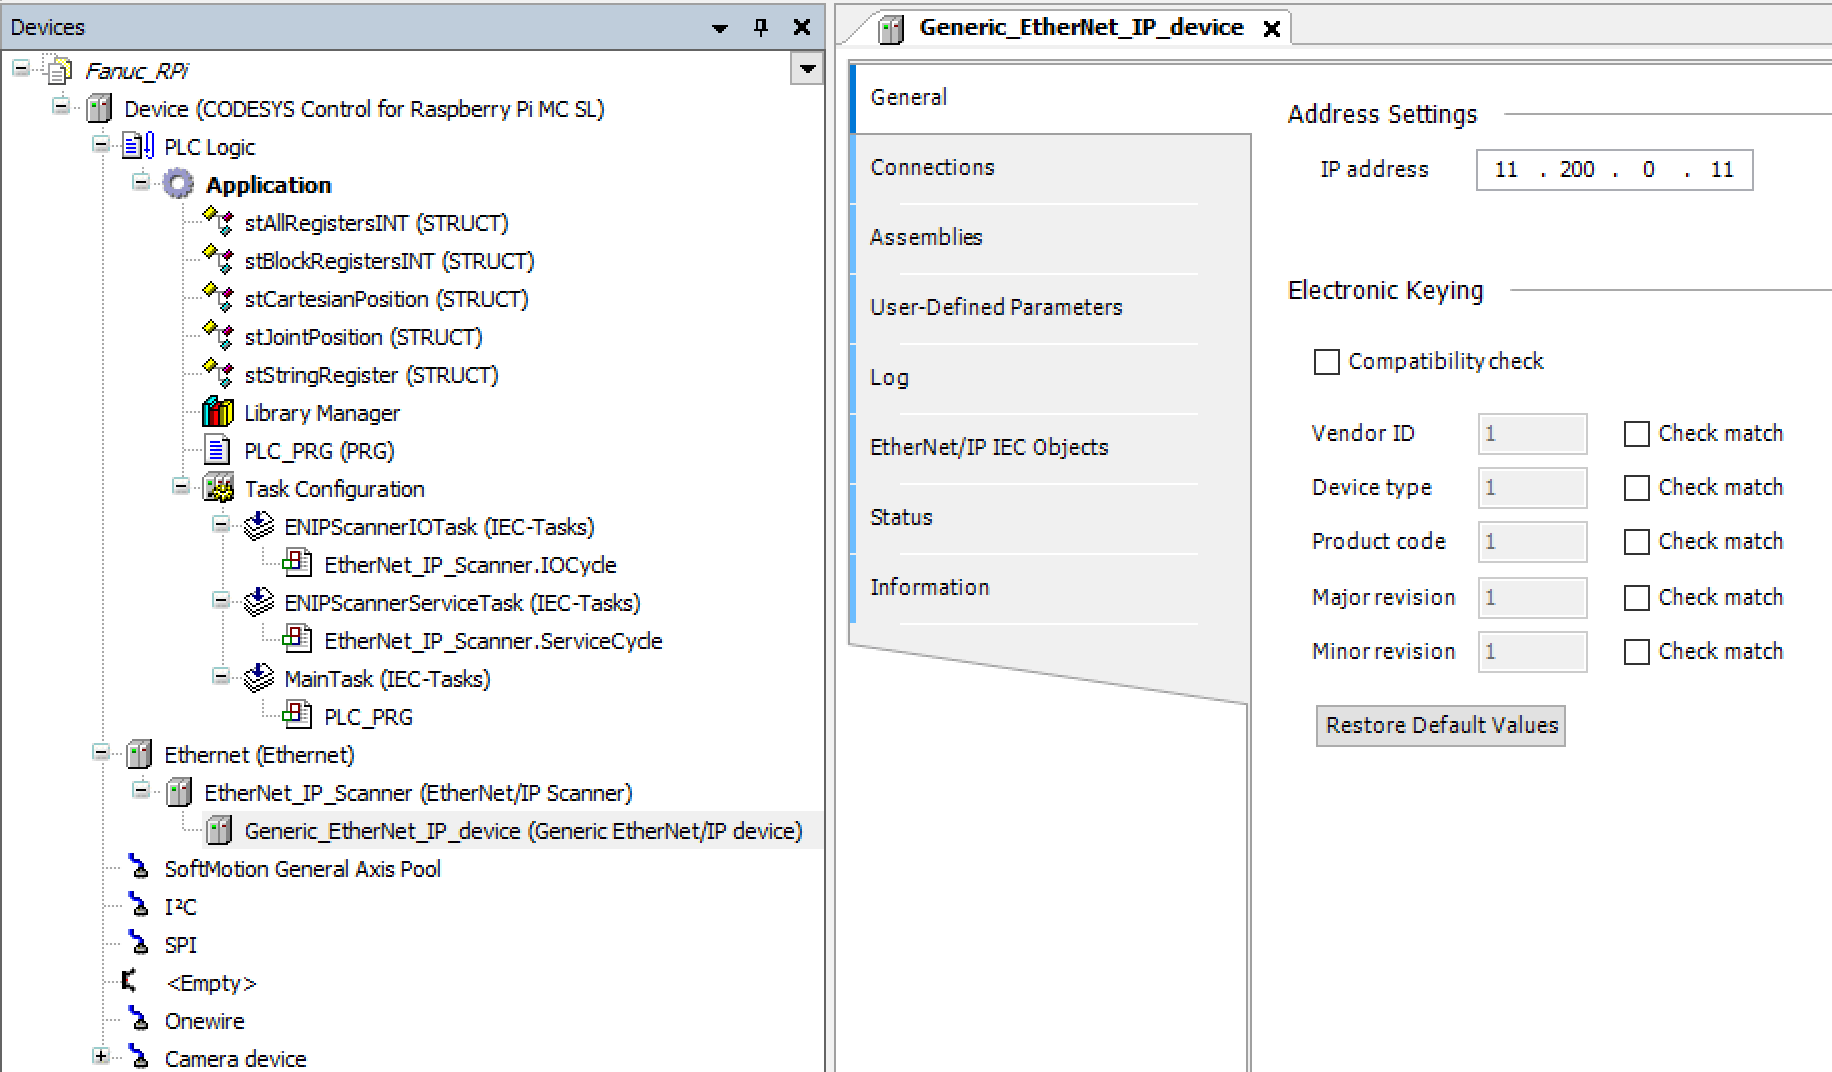 Devices
Fanuc_RPi
Device (CODESYS Control for Raspberry Pi MC SL)
PLC Logic
Application
stAllRegistersINT (STRUCT)
stBlockRegistersINT (STRUCT)
stCartesianPosition (STRUCT)
stJointPosition (STRUCT)
stStringRegister (STRUCT)
Library Manager
PLC_PRG (PRG)
Task Configuration
ENIPScannerIOTask (IEC-Tasks)
EtherNet_IP_Scanner.IOCycle
ENIPScannerServiceTask (IEC-Tasks)
EtherNet_IP_Scanner.ServiceCycle
MainTask (IEC-Tasks)
PLC_PRG
Ethernet (Ethernet)
EtherNet_IP_Scanner (EtherNet/IP Scanner)
Generic_EtherNet_IP_device (Generic EtherNet/IP device)
SoftMotion General Axis Pool
I²C
SPI
<Empty>
Onewire
Camera device
Generic_EtherNet_IP_device
General
Connections
Assemblies
User-Defined Parameters
Log
EtherNet/IP IEC Objects
Status
Information
Address Settings
IP address 11 . 200 . 0 . 11
Electronic Keying
Compatibility check
Vendor ID 1 Check match
Device type 1 Check match
Product code 1 Check match
Major revision 1 Check match
Minor revision 1 Check match
Restore Default Values